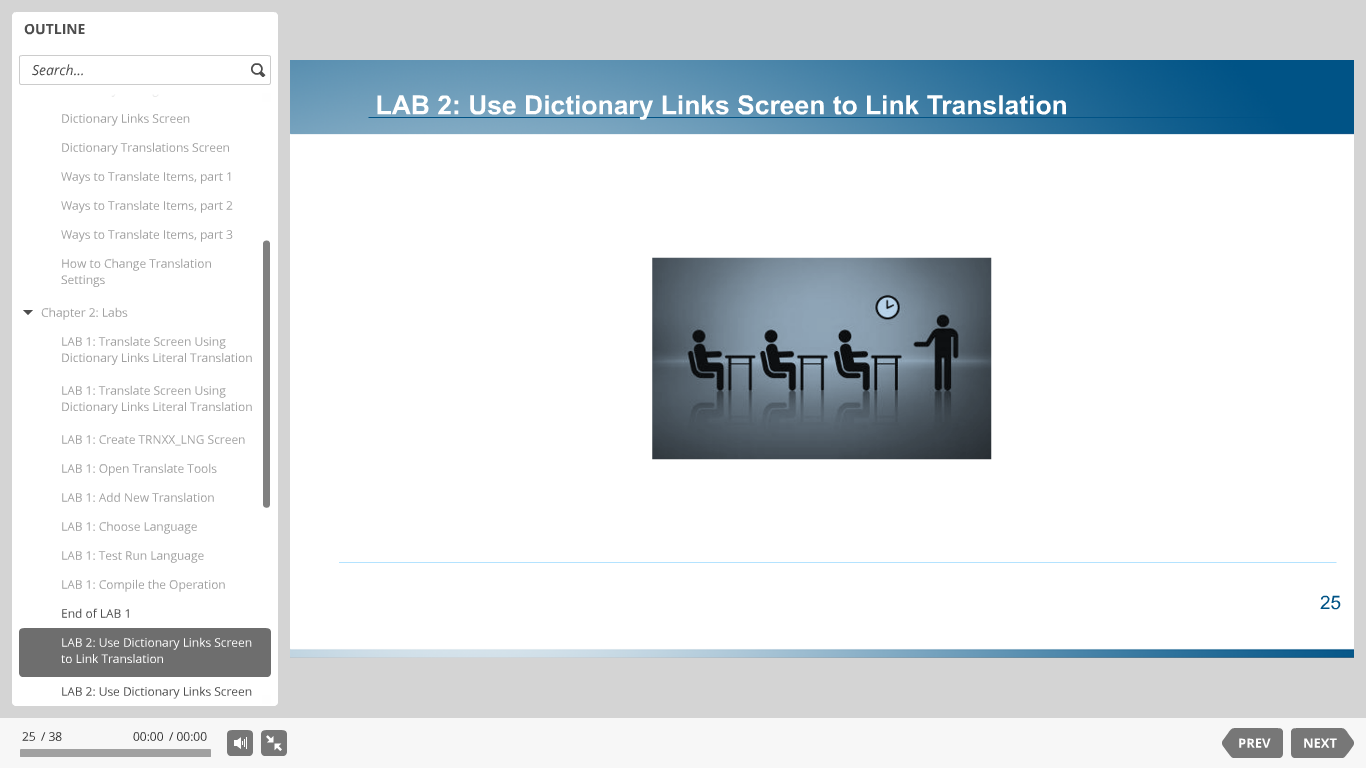 OUTLINE
Search...
Dictionary Links Screen
Dictionary Translations Screen
Ways to Translate Items, part 1
Ways to Translate Items, part 2
Ways to Translate Items, part 3
How to Change Translation
Settings
Chapter 2: Labs
LAB 1: Translate Screen Using
Dictionary Links Literal Translation
LAB 1: Translate Screen Using
Dictionary Links Literal Translation
LAB 1: Create TRNXX_LNG Screen
LAB 1: Open Translate Tools
LAB 1: Add New Translation
LAB 1: Choose Language
LAB 1: Test Run Language
LAB 1: Compile the Operation
End of LAB 1
LAB 2: Use Dictionary Links Screen
to Link Translation
LAB 2: Use Dictionary Links Screen
LAB 2: Use Dictionary Links Screen to Link Translation
25
25 / 38
00:00 / 00:00
PREV
NEXT